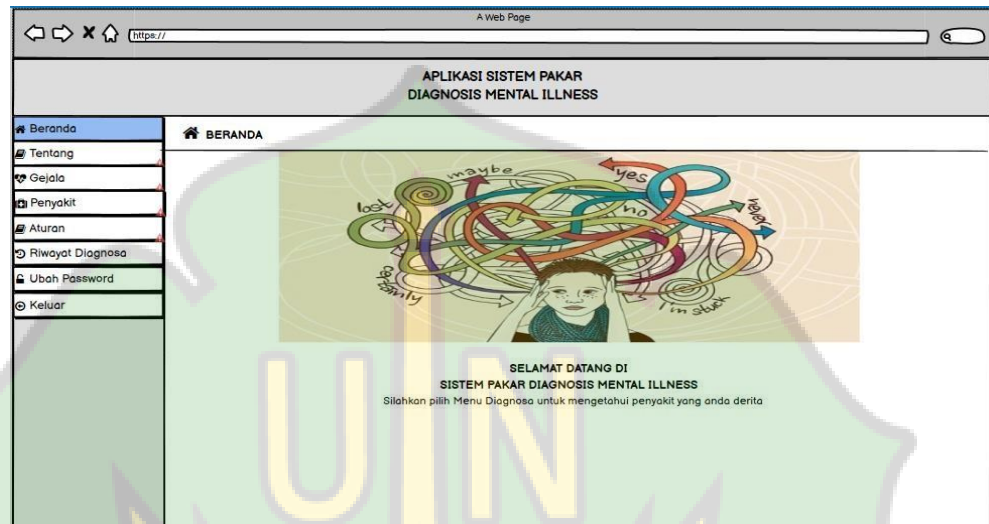 A Web Page
https://
APLIKASI SISTEM PAKAR
DIAGNOSIS MENTAL ILLNESS
Beranda
Tentang
Gejala
Penyakit
Aturan
Riwayat Diagnosa
Ubah Password
Keluar
BERANDA
maybe
yes
lost
no
never
certainly
I'm stuck
SELAMAT DATANG DI
SISTEM PAKAR DIAGNOSIS MENTAL ILLNESS
Silahkan pilih Menu Diagnosa untuk mengetahui penyakit yang anda derita
UIN